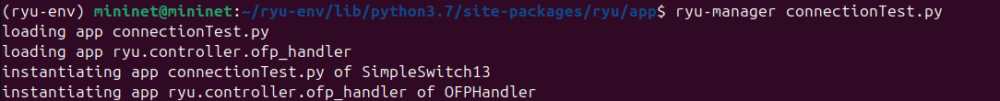 (ryu-env) mininet@mininet:~/ryu-env/lib/python3.7/site-packages/ryu/app$ ryu-manager connectionTest.py
loading app connectionTest.py
loading app ryu.controller.ofp_handler
instantiating app connectionTest.py of SimpleSwitch13
instantiating app ryu.controller.ofp_handler of OFPHandler